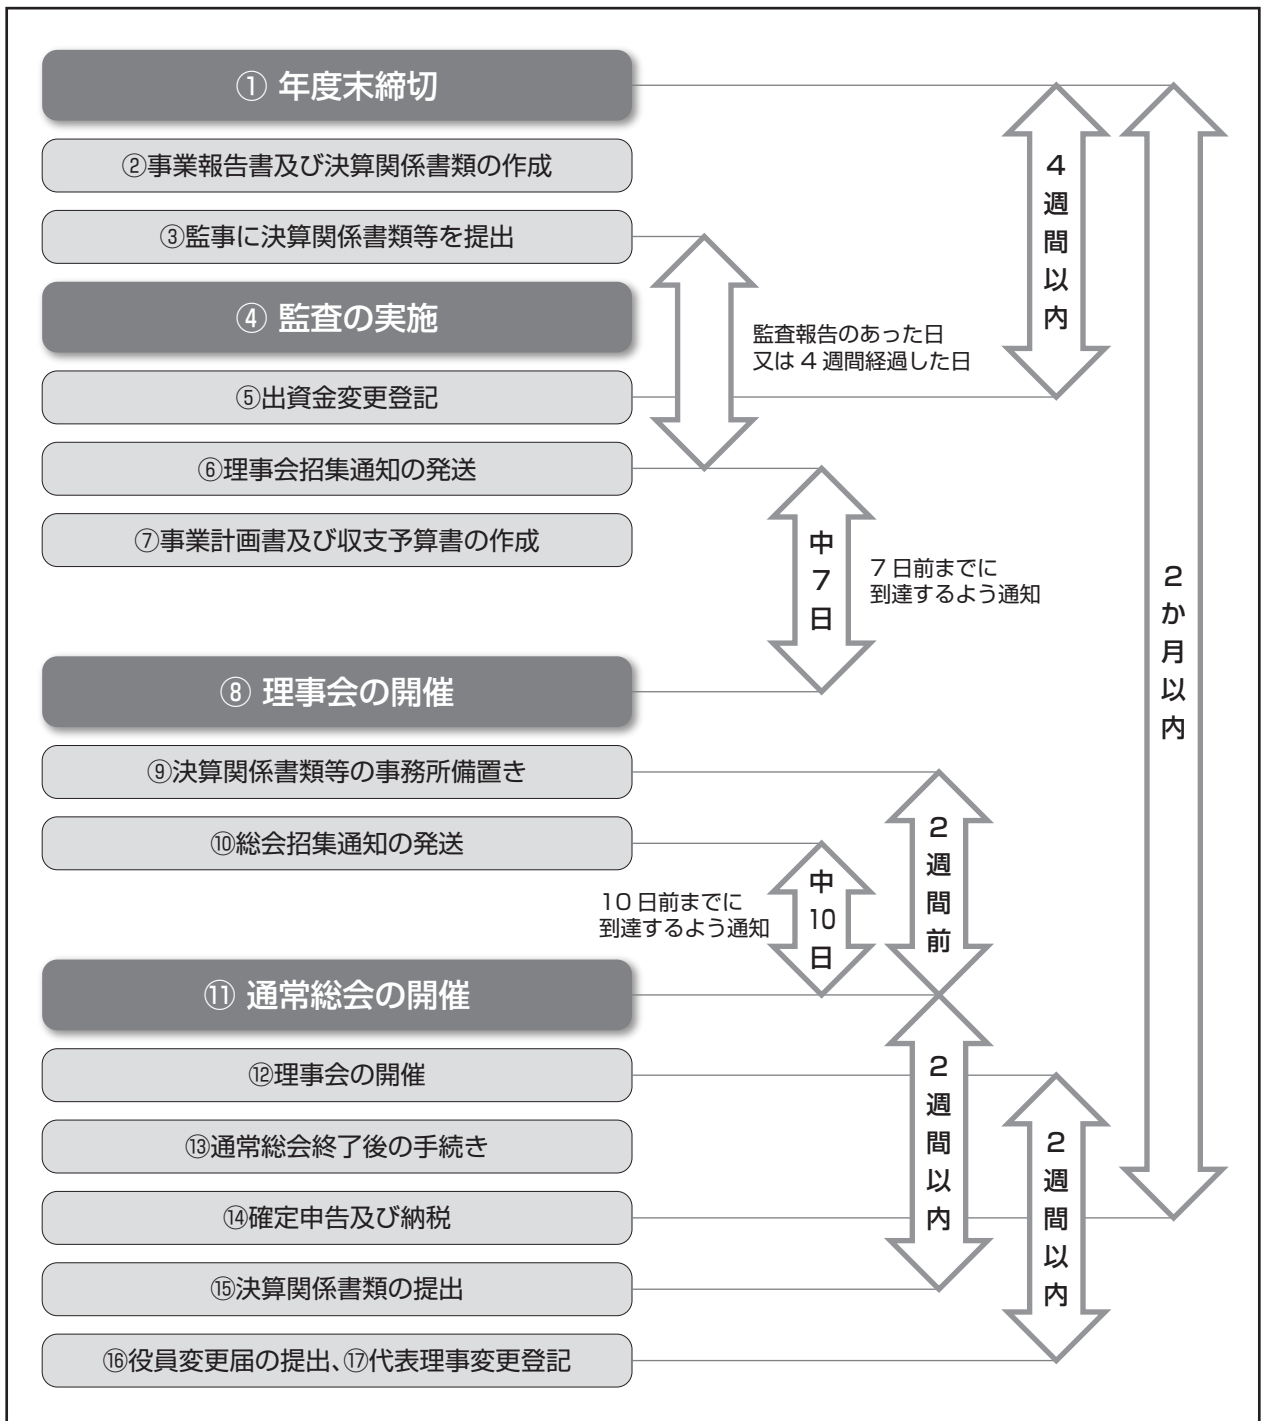 ① 年度末締切
②事業報告書及び決算関係書類の作成
③監事に決算関係書類等を提出
④ 監査の実施
⑤出資金変更登記
⑥理事会招集通知の発送
⑦事業計画書及び収支予算書の作成
⑧ 理事会の開催
⑨決算関係書類等の事務所備置き
⑩総会招集通知の発送
⑪ 通常総会の開催
⑫理事会の開催
⑬通常総会終了後の手続き
⑭確定申告及び納税
⑮決算関係書類の提出
⑯役員変更届の提出、⑰代表理事変更登記
監査報告のあった日
又は 4 週間経過した日
4週間以内
中7日
7 日前までに
到達するよう通知
2か月以内
10 日前までに
到達するよう通知
中10日
2週間前
2週間以内
2週間以内